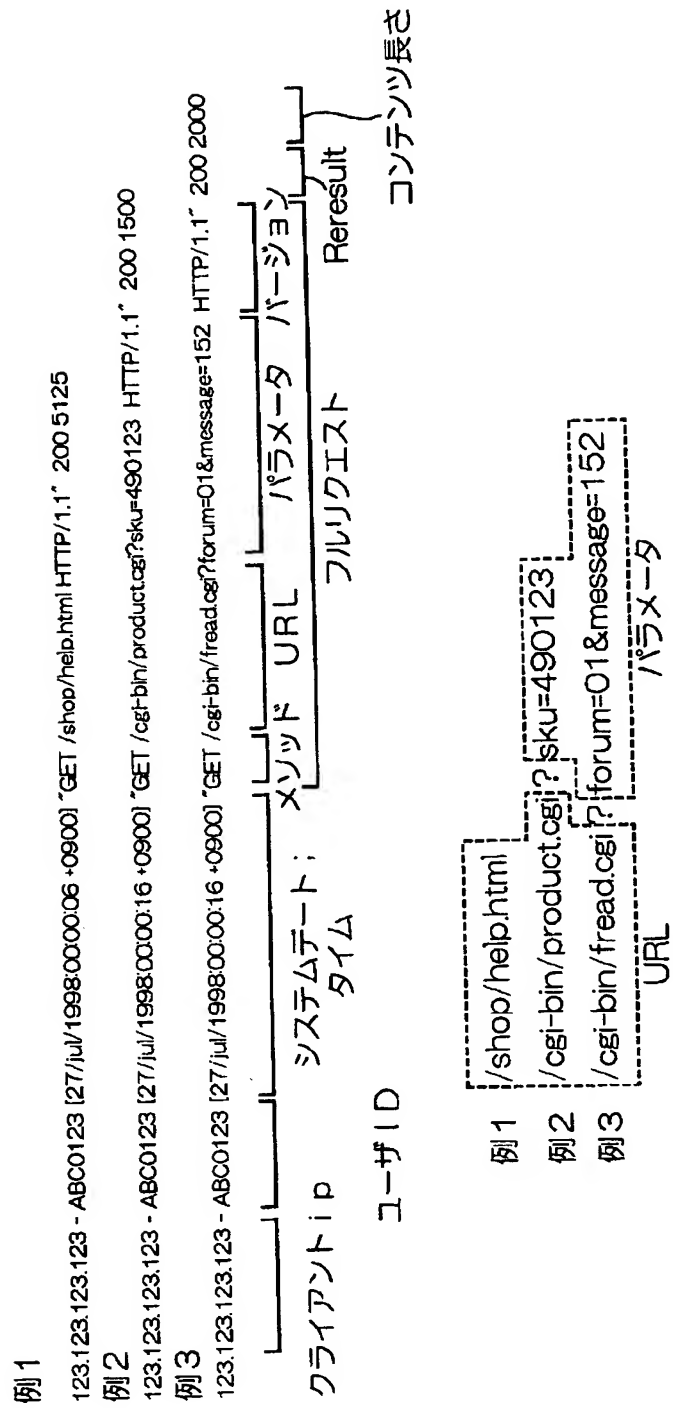 例1
123.123.123.123 - ABC0123 [27/jul/1998:00:00:06 +0900] "GET /shop/help.html HTTP/1.1" 200 5125
例2
123.123.123.123 - ABC0123 [27/jul/1998:00:00:16 +0900] "GET /cgi-bin/product.cgi?sku=490123 HTTP/1.1" 200 1500
例3
123.123.123.123 - ABC0123 [27/jul/1998:00:00:16 +0900] "GET /cgi-bin/fread.cgi?forum=01&message=152 HTTP/1.1" 200 2000
クライアントip
ユーザID
システムデート;
タイム
メソッド URL パラメータ バージョン
フルリクエスト
Reresult
コンテンツ長さ
例1 /shop/help.html
例2 /cgi-bin/product.cgi ? sku=490123
例3 /cgi-bin/fread.cgi ? forum=01&message=152
URL パラメータ